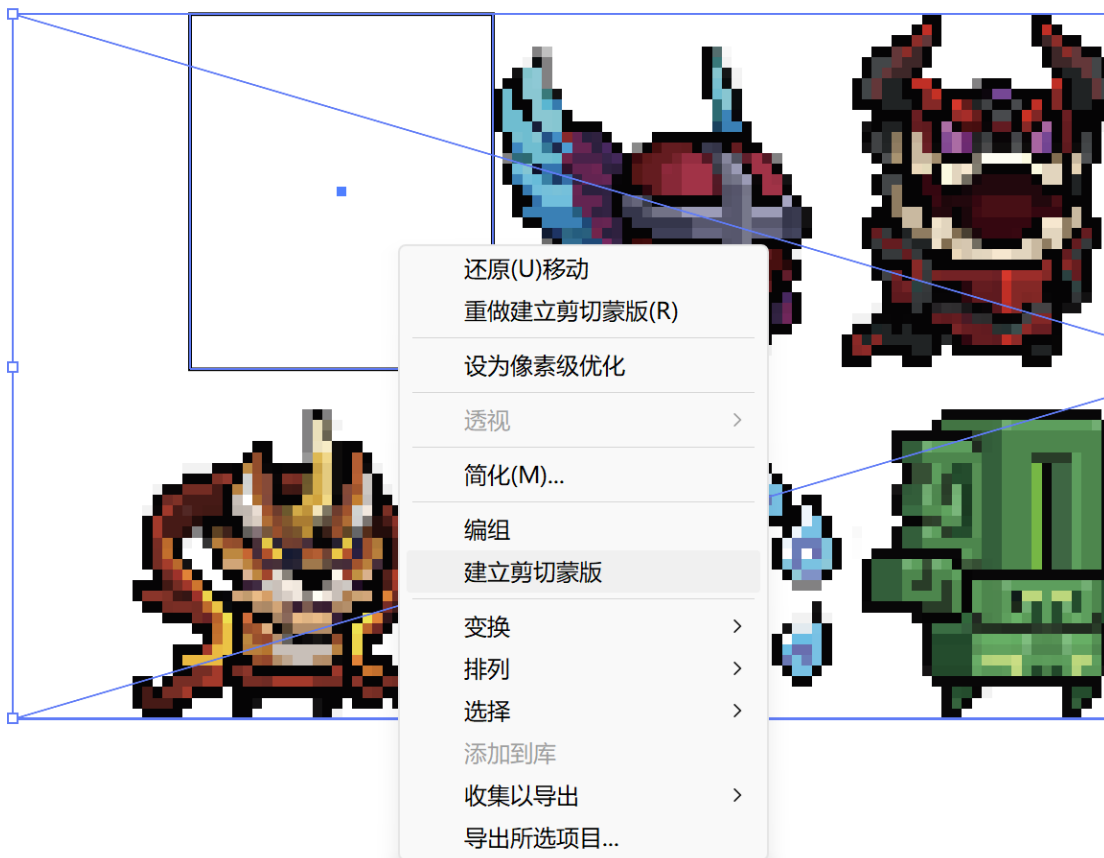 还原(U)移动
重做建立剪切蒙版(R)
设为像素级优化
透视
简化(M)...
编组
建立剪切蒙版
变换
排列
选择
添加到库
收集以导出
导出所选项目...